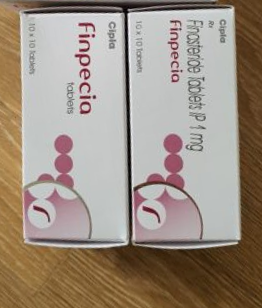 Cipla
Finpecia
tablets
10 x 10 Tablets
Cipla
Rx
Finasteride Tablets IP 1 mg
Finpecia
10 x 10 Tablets